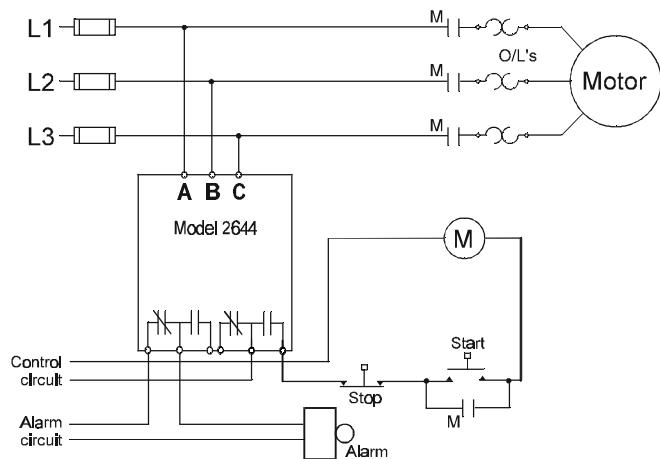 L1
M
O/L's
L2
M
Motor
L3
M
A B C
Model 2644
M
Control
circuit
Start
Stop
M
Alarm
circuit
Alarm